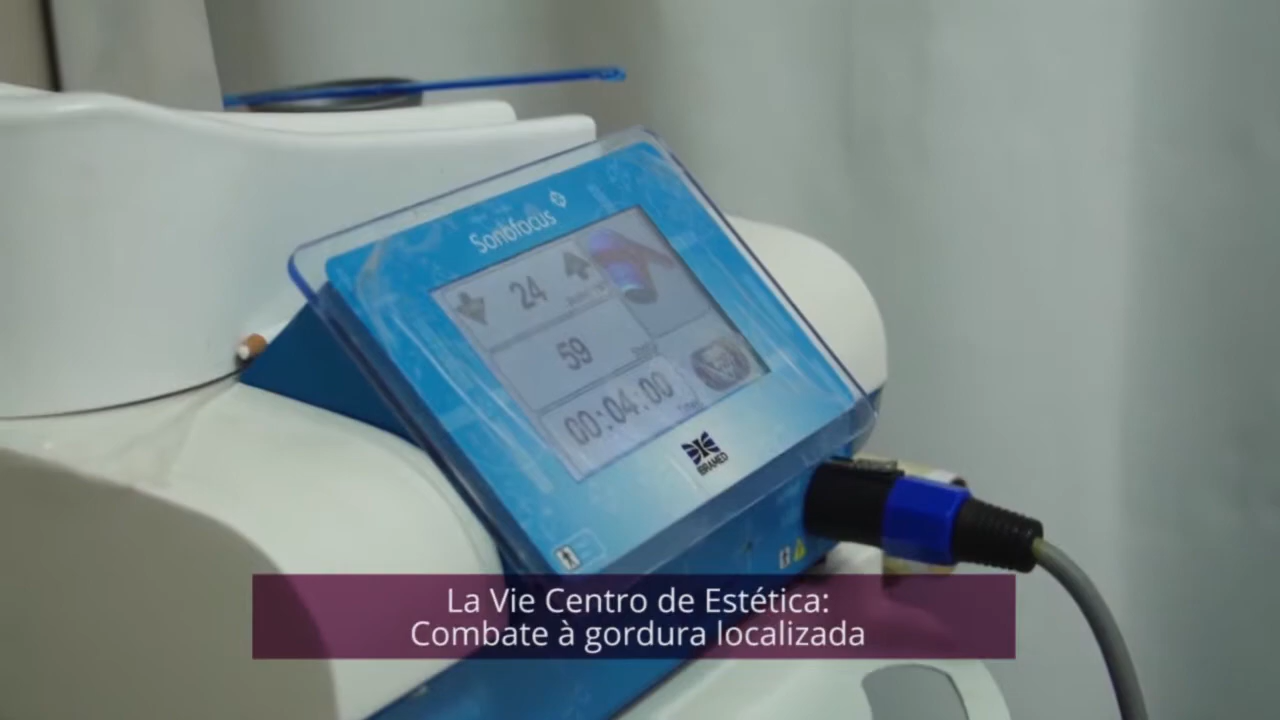 Sonofocus
24
59
00:04:00
IBRAMED
La Vie Centro de Estética:
Combate à gordura localizada